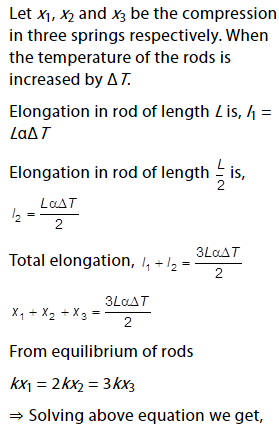 Let x₁, x₂ and x₃ be the compression
in three springs respectively. When
the temperature of the rods is
increased by ΔT.
Elongation in rod of length L is, l₁ =
LαΔT
Elongation in rod of length L/2 is,
l₂ = LαΔT/2
Total elongation, l₁ + l₂ = 3LαΔT/2
x₁ + x₂ + x₃ = 3LαΔT/2
From equilibrium of rods
kx₁ = 2kx₂ = 3kx₃
⇒ Solving above equation we get,